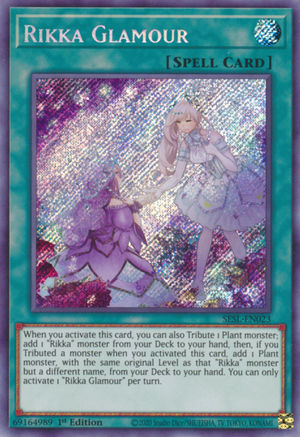 Rikka Glamour
[SPELL CARD]
SESL-EN023
When you activate this card, you can also Tribute 1 Plant monster;
add 1 "Rikka" monster from your Deck to your hand, then, if you
Tributed a monster when you activated this card, add 1 Plant
monster, with the same original Level as that "Rikka" monster
but a different name, from your Deck to your hand. You can only
activate 1 "Rikka Glamour" per turn.
69164989
1st Edition
©2020 Studio Dice/SHUEISHA, TV TOKYO, KONAMI